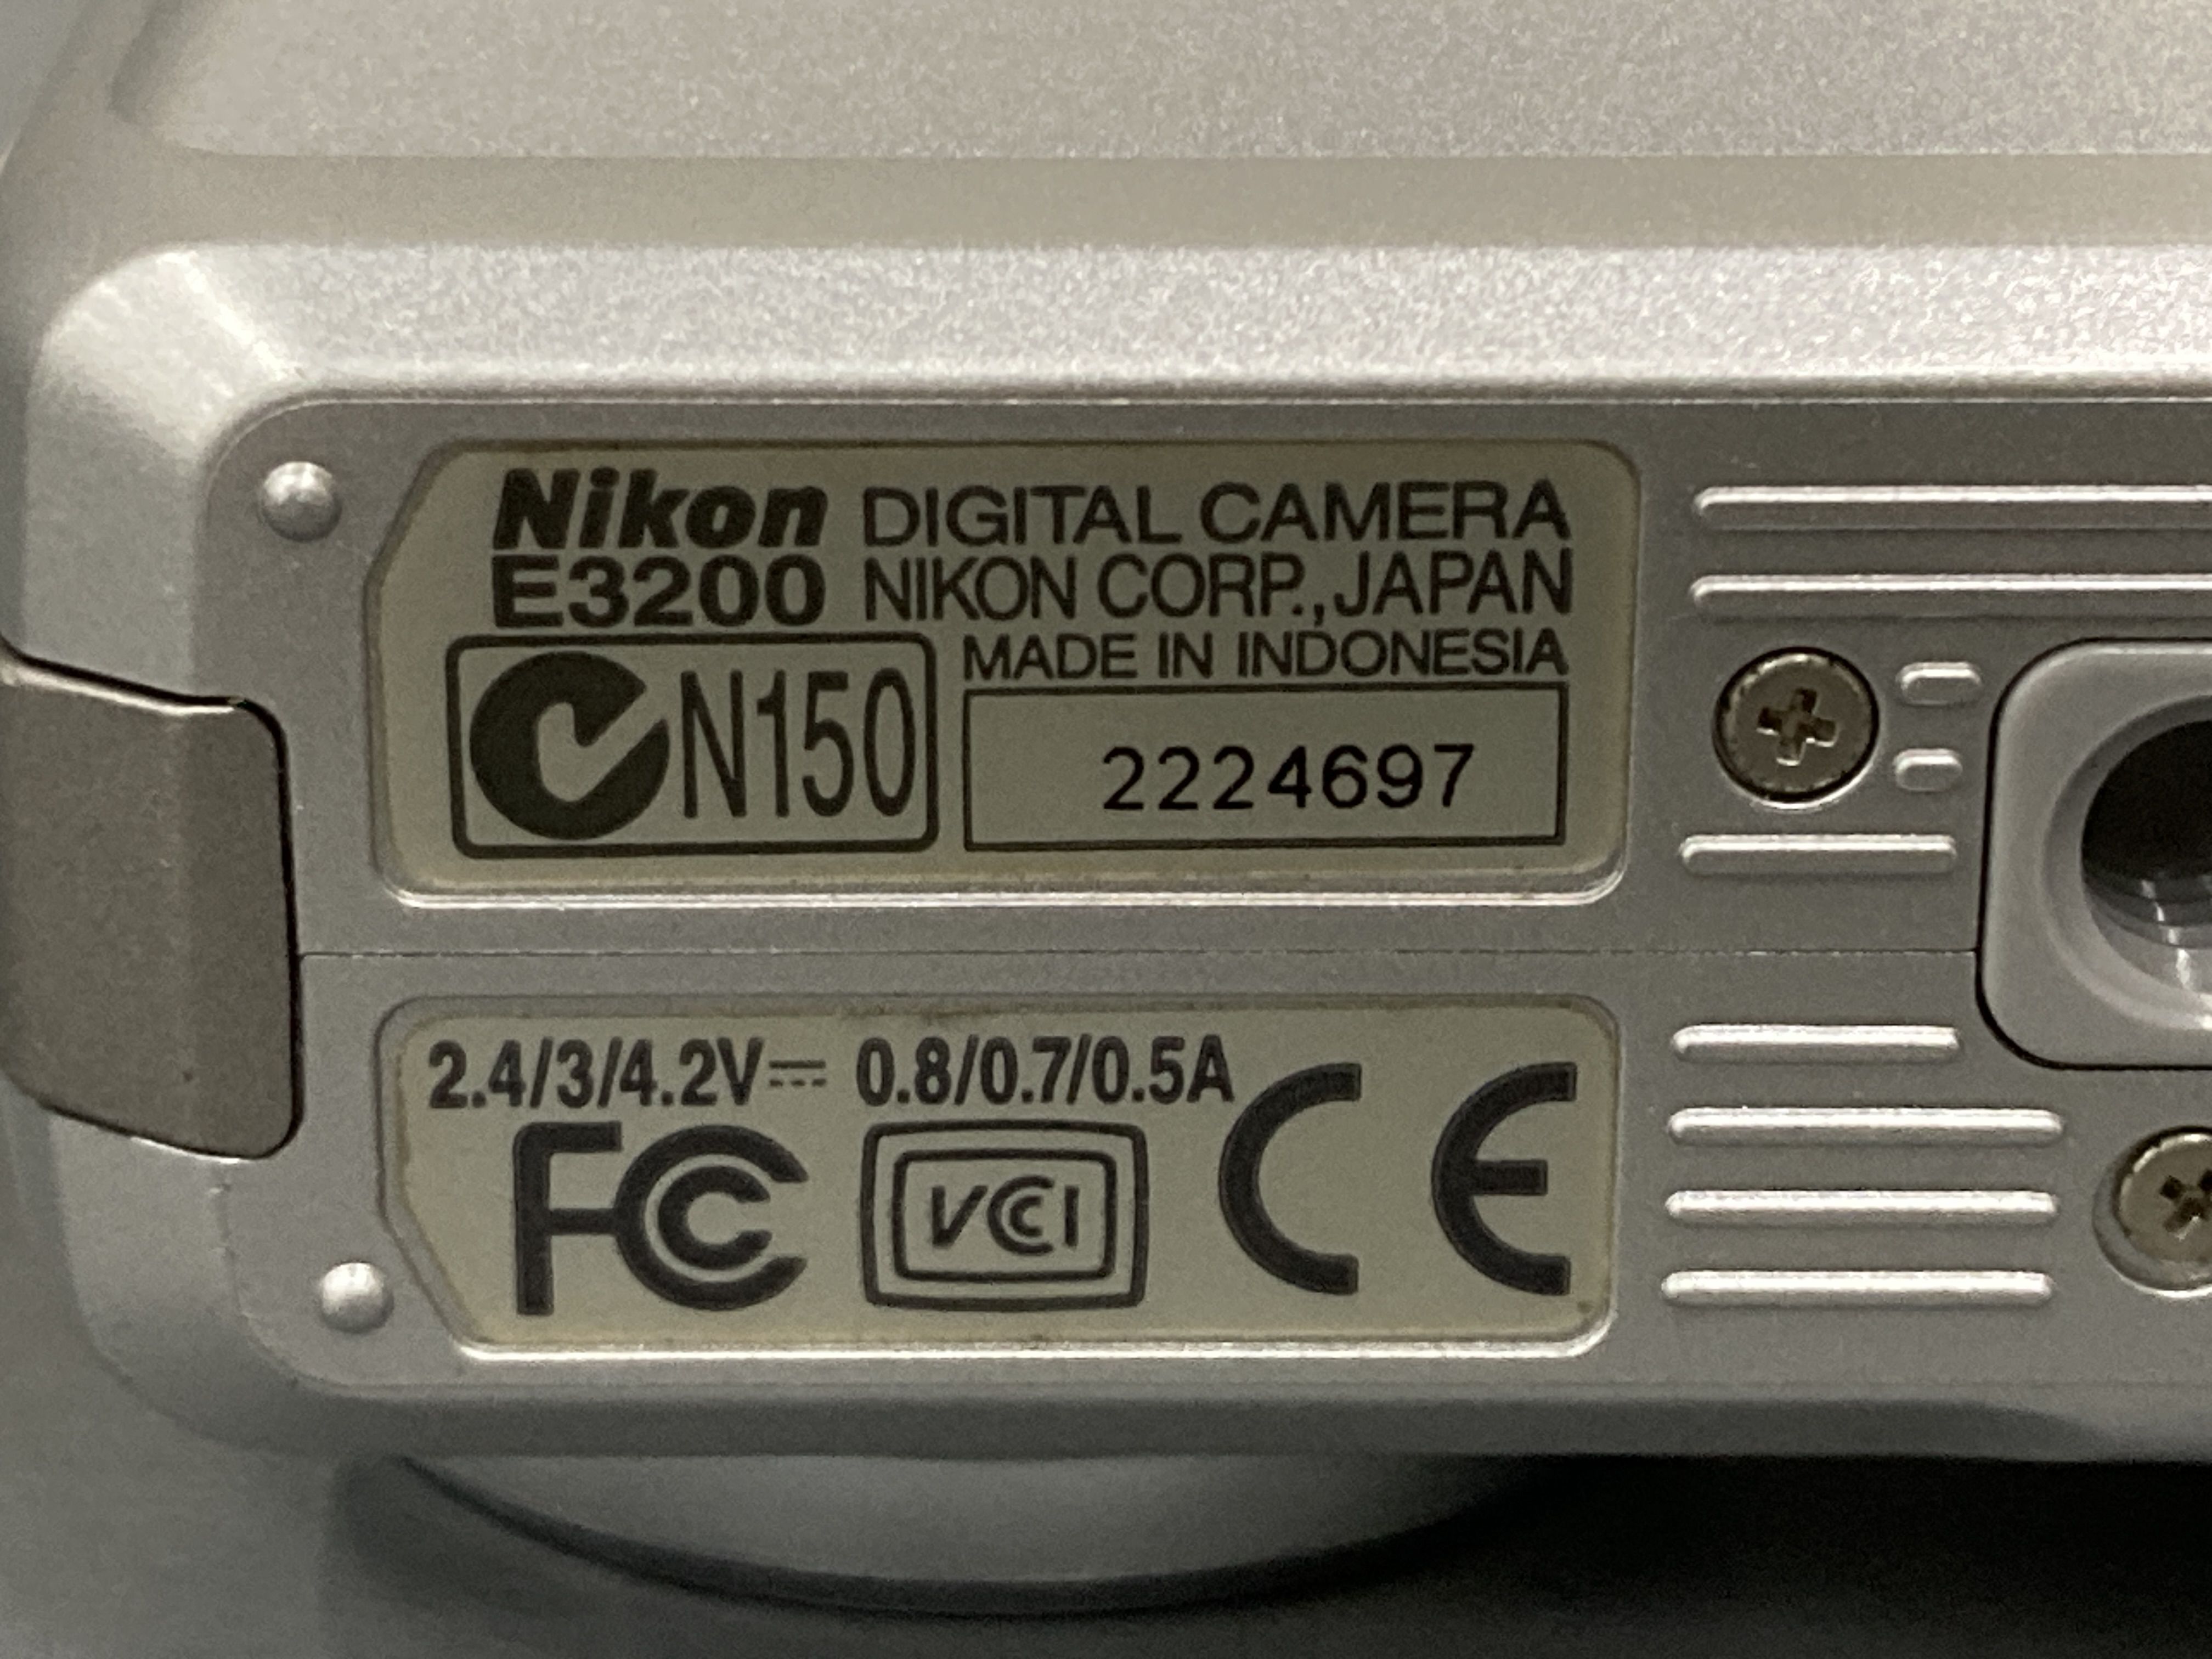 Nikon DIGITAL CAMERA
E3200 NIKON CORP., JAPAN
MADE IN INDONESIA
N150
2224697
2.4/3/4.2V⎓ 0.8/0.7/0.5A
FC VCCI CE